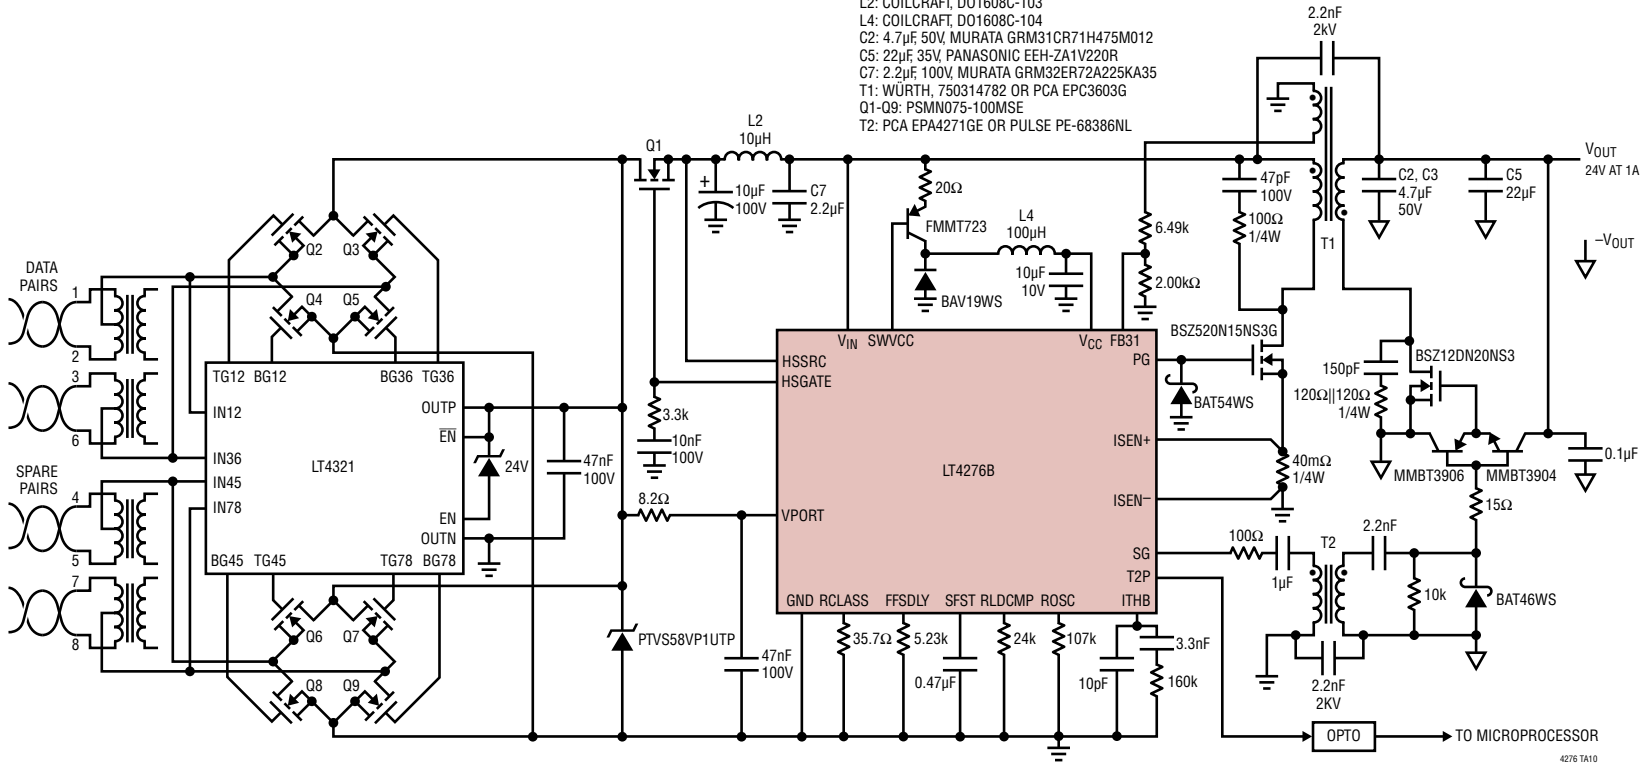 L2: COILCRAFT, DO1608C-103
L4: COILCRAFT, DO1608C-104
C2: 4.7µF, 50V, MURATA GRM31CR71H475M012
C5: 22µF, 35V, PANASONIC EEH-ZA1V220R
C7: 2.2µF, 100V, MURATA GRM32ER72A225KA35
T1: WÜRTH, 750314782 OR PCA EPC3603G
Q1-Q9: PSMN075-100MSE
T2: PCA EPA4271GE OR PULSE PE-68386NL
2.2nF
2kV
Q1
L2
10µH
+
10µF
100V
C7
2.2µF
20Ω
FMMT723
L4
100µH
10µF
10V
BAV19WS
6.49k
2.00kΩ
47pF
100V
100Ω
1/4W
T1
C2, C3
4.7µF
50V
C5
22µF
VOUT
24V AT 1A
–VOUT
DATA
PAIRS
1
2
3
6
SPARE
PAIRS
4
5
7
8
Q2
Q3
Q4
Q5
TG12
BG12
BG36
TG36
IN12
IN36
IN45
IN78
LT4321
OUTP
EN
EN
OUTN
BG45
TG45
TG78
BG78
Q6
Q7
Q8
Q9
24V
47nF
100V
3.3k
10nF
100V
8.2Ω
PTVS58VP1UTP
47nF
100V
VIN
SWVCC
VCC
FB31
HSSRC
HSGATE
PG
ISEN+
LT4276B
ISEN–
VPORT
SG
T2P
GND
RCLASS
FFSDLY
SFST
RLDCMP
ROSC
ITHB
35.7Ω
5.23k
0.47µF
24k
107k
10pF
3.3nF
160k
BSZ520N15NS3G
BAT54WS
40mΩ
1/4W
150pF
120Ω||120Ω
1/4W
BSZ12DN20NS3
MMBT3906
MMBT3904
0.1µF
15Ω
100Ω
1µF
T2
2.2nF
10k
BAT46WS
2.2nF
2KV
OPTO
TO MICROPROCESSOR
4276 TA10